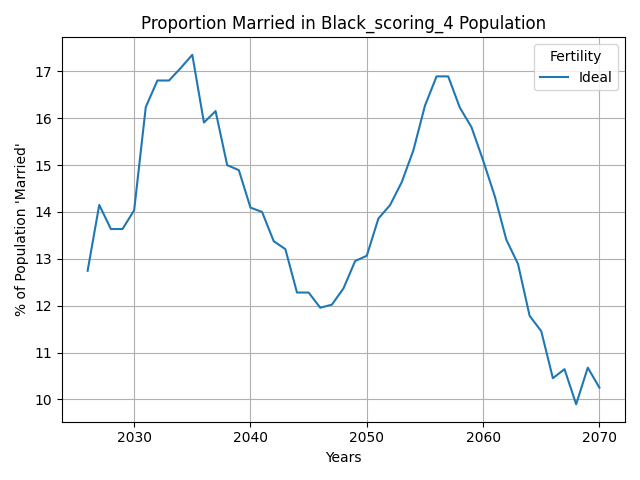 Proportion Married in Black_scoring_4 Population
Fertility
Ideal
% of Population 'Married'
17
16
15
14
13
12
11
10
2030
2040
2050
2060
2070
Years